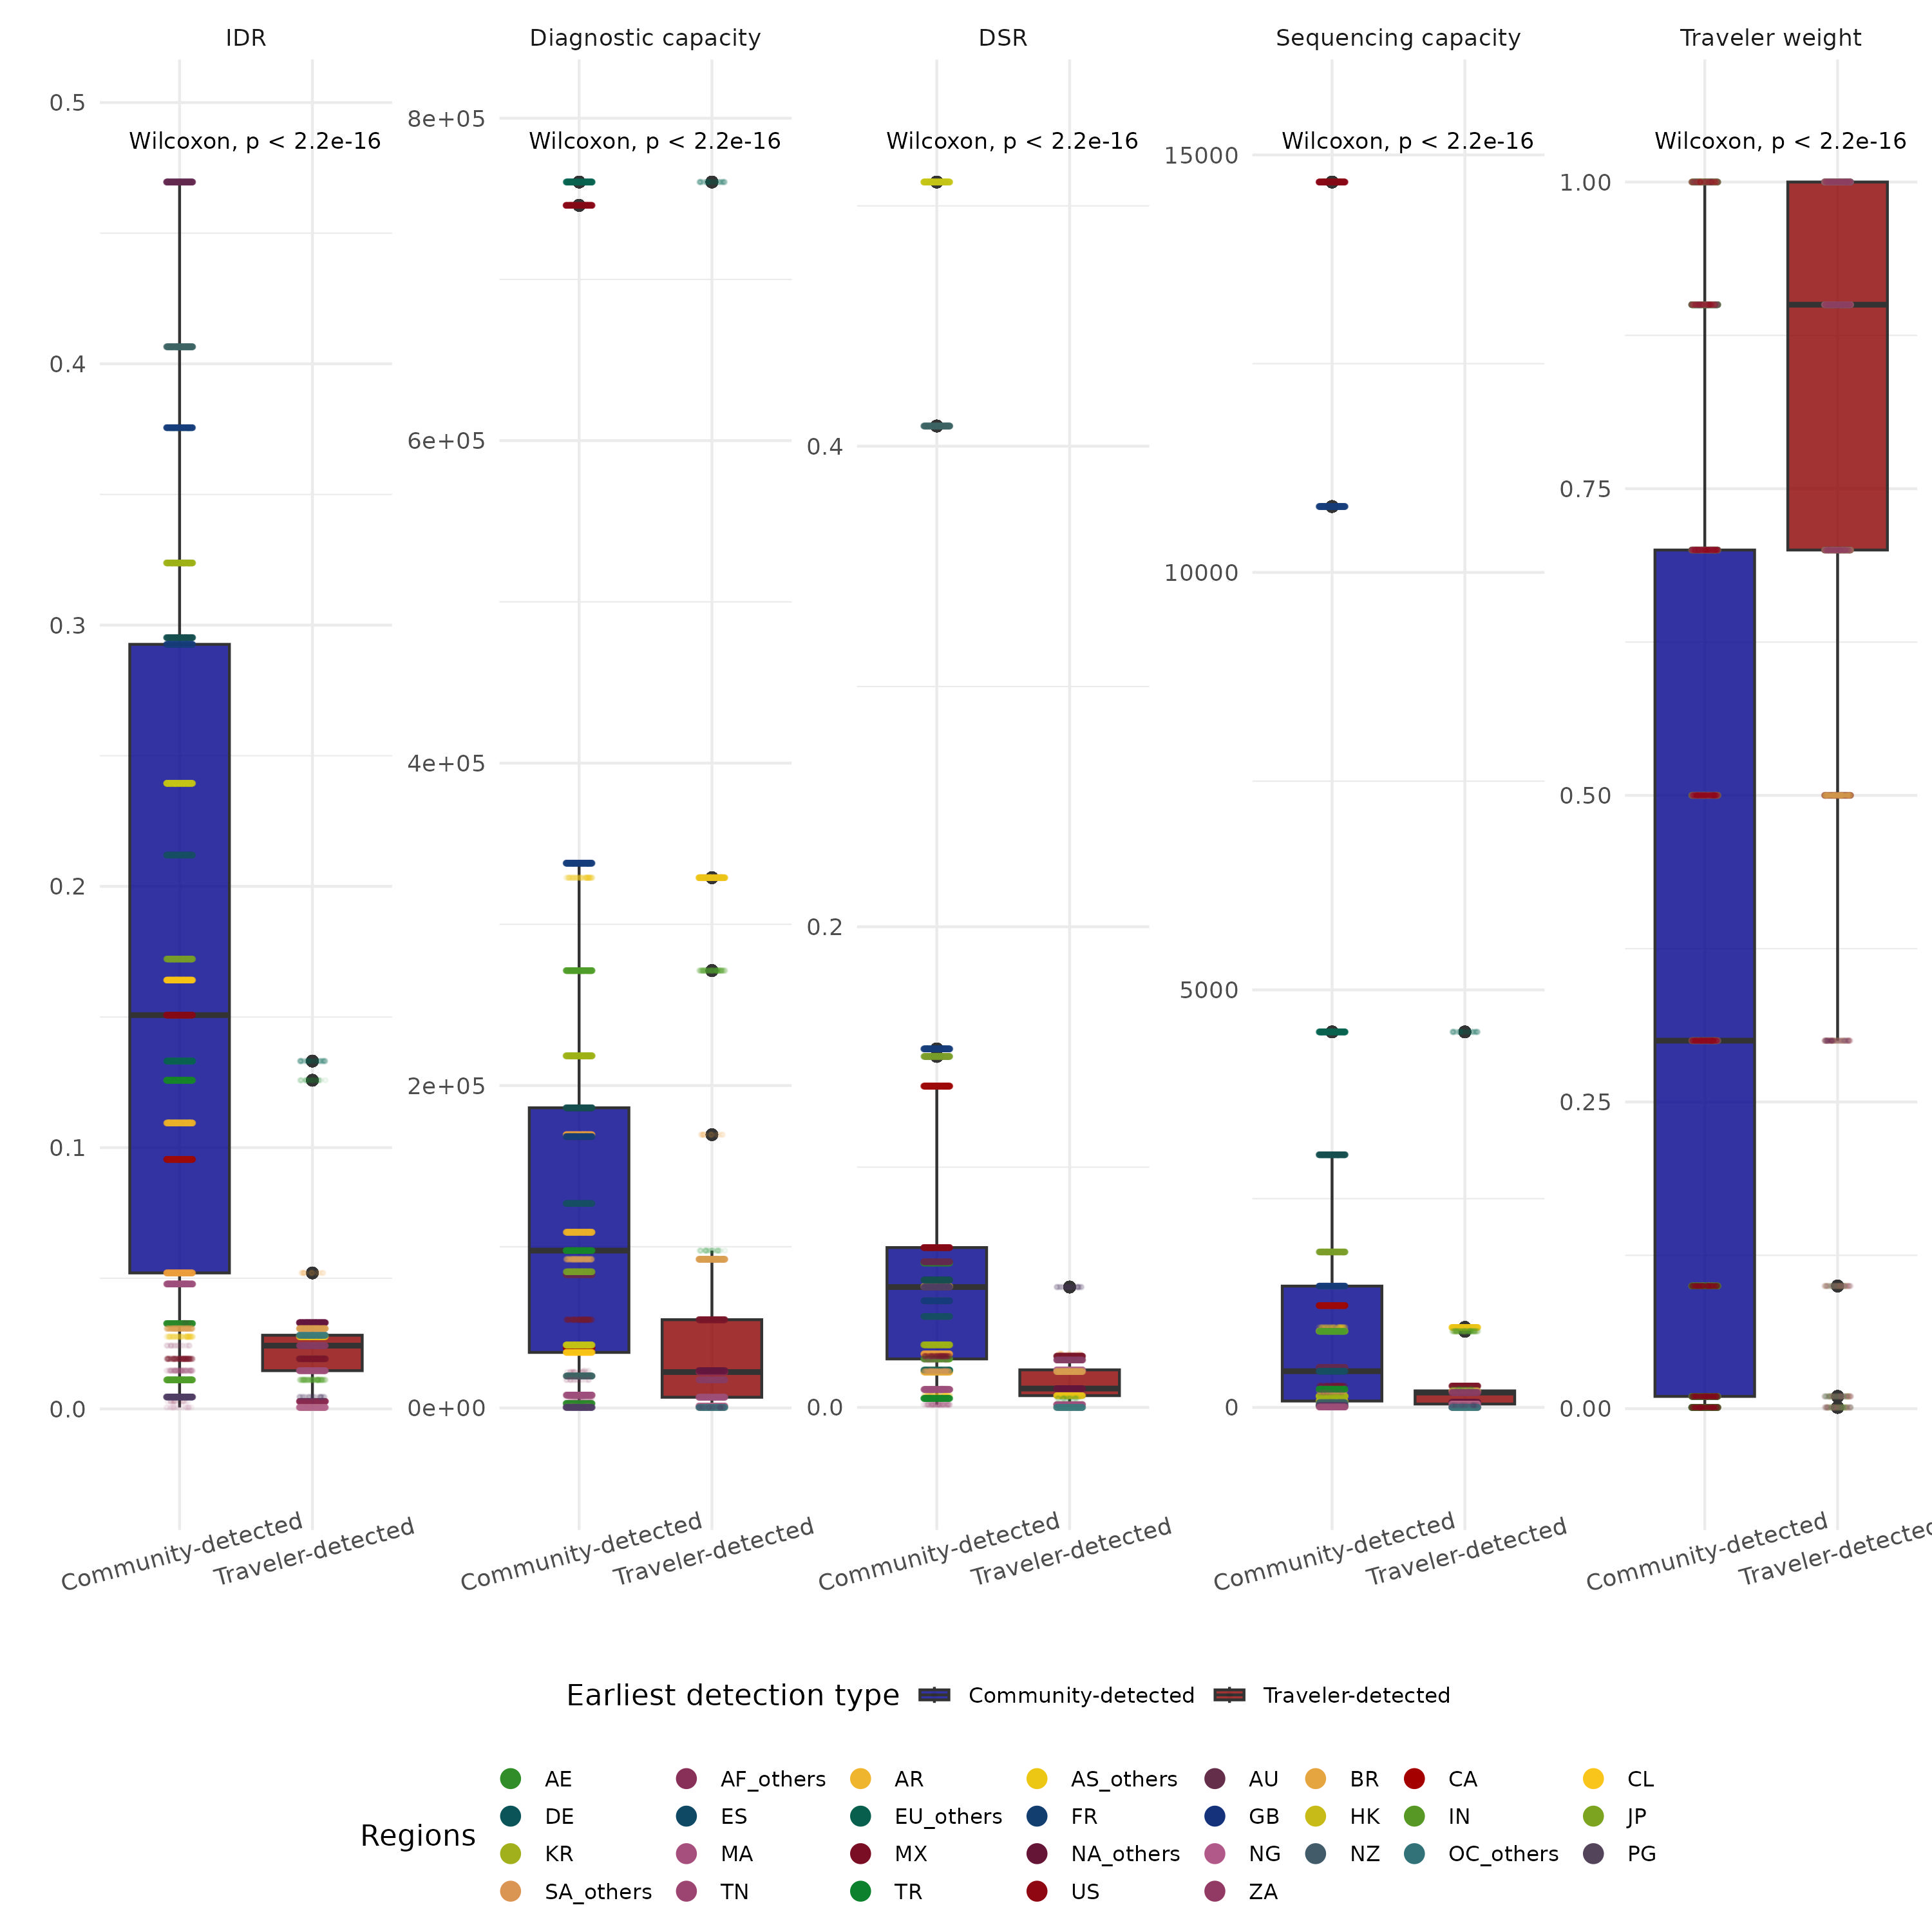 IDR
Diagnostic capacity
DSR
Sequencing capacity
Traveler weight
0.5
0.4
0.3
0.2
0.1
0.0
Wilcoxon, p < 2.2e-16
Community-detected
Traveler-detected
8e+05
6e+05
4e+05
2e+05
0e+00
Wilcoxon, p < 2.2e-16
Community-detected
Traveler-detected
0.4
0.2
0.0
Wilcoxon, p < 2.2e-16
Community-detected
Traveler-detected
15000
10000
5000
0
Wilcoxon, p < 2.2e-16
Community-detected
Traveler-detected
1.00
0.75
0.50
0.25
0.00
Wilcoxon, p < 2.2e-16
Community-detected
Traveler-detected
Earliest detection type Community-detected Traveler-detected
Regions
AE AF_others AR AS_others AU BR CA CL
DE ES EU_others FR GB HK IN JP
KR MA MX NA_others NG NZ OC_others PG
SA_others TN TR US ZA